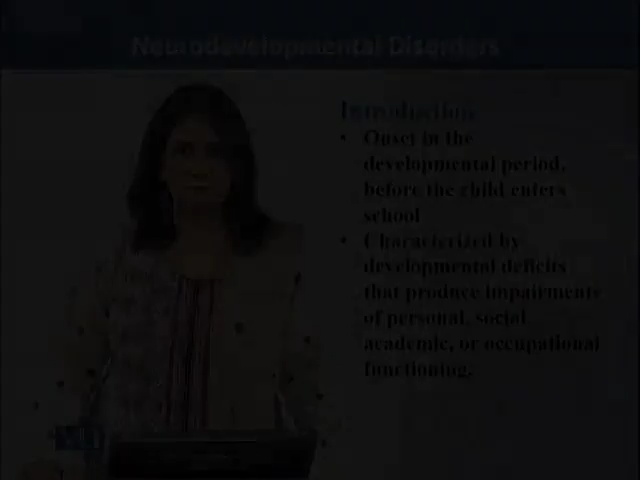 Neurodevelopmental Disorders
Introduction
• Onset in the
developmental period,
before the child enters
school
• Characterized by
developmental deficits
that produce impairments
of personal, social
academic, or occupational
functioning.